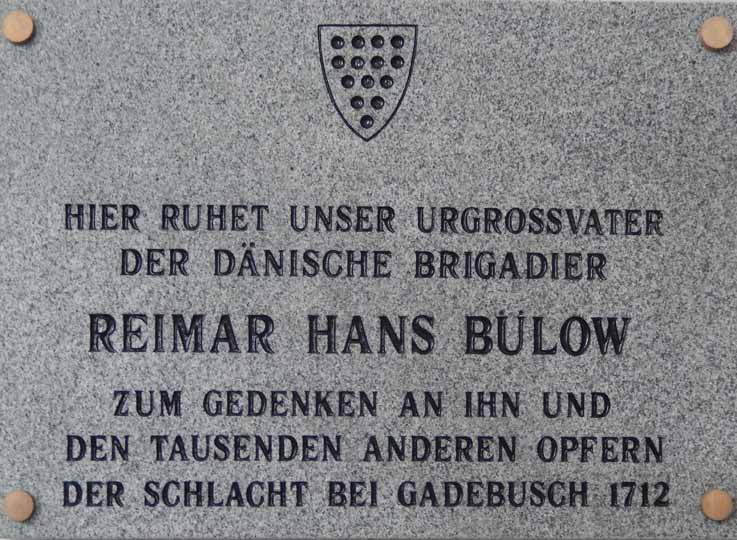 HIER RUHET UNSER URGROSSVATER
DER DÄNISCHE BRIGADIER
REIMAR HANS BÜLOW
ZUM GEDENKEN AN IHN UND
DEN TAUSENDEN ANDEREN OPFERN
DER SCHLACHT BEI GADEBUSCH 1712